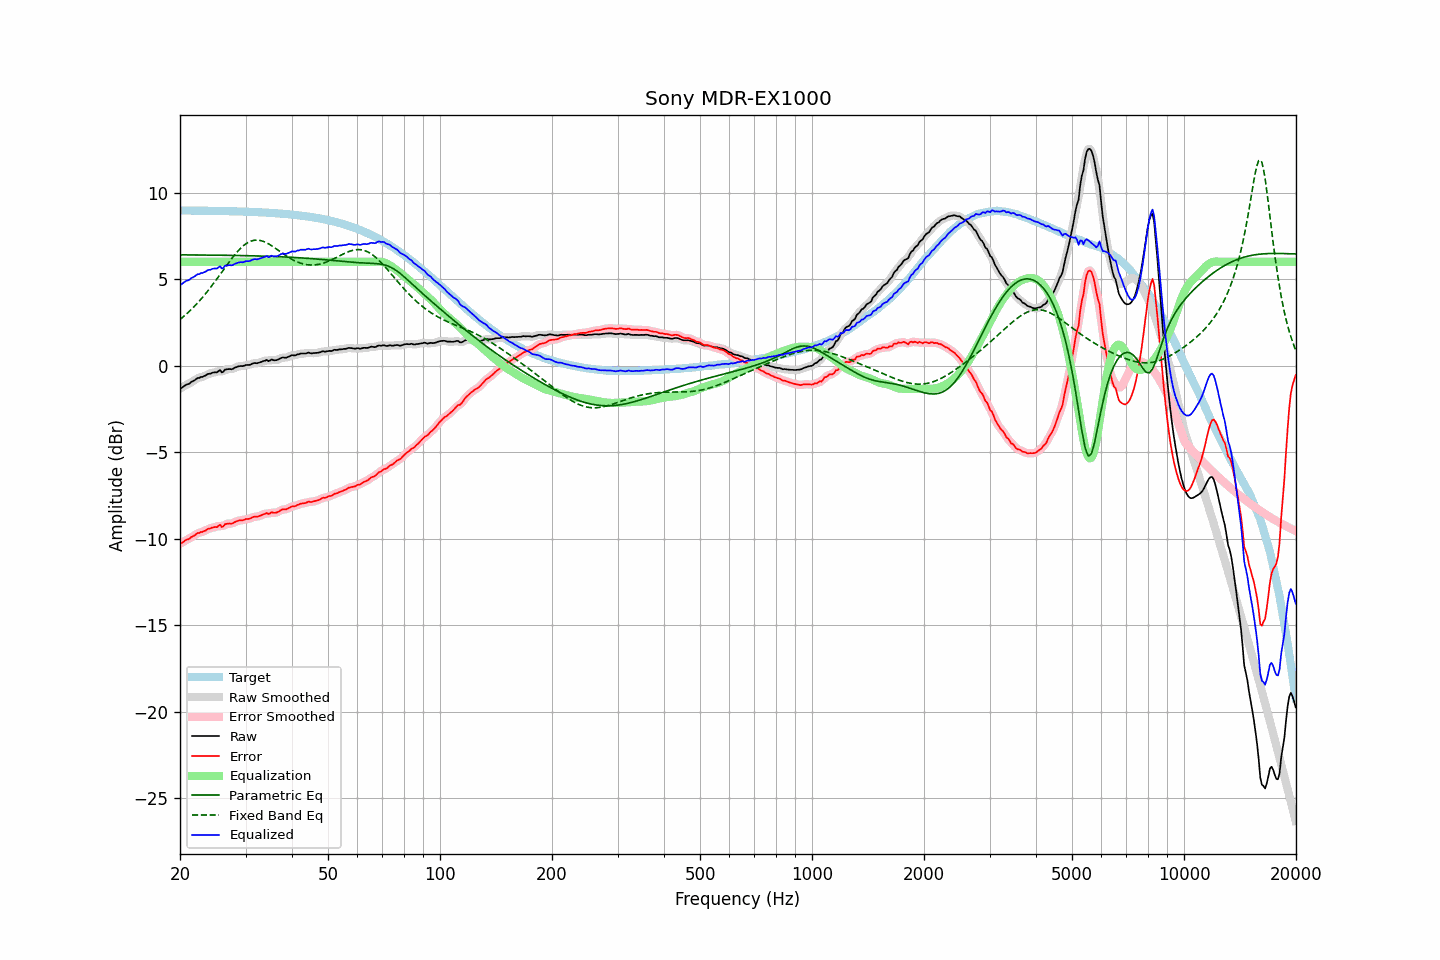 Sony MDR-EX1000
Amplitude (dBr)
10
5
0
−5
−10
−15
−20
−25
Target
Raw Smoothed
Error Smoothed
Raw
Error
Equalization
Parametric Eq
Fixed Band Eq
Equalized
20 50 100 200 500 1000 2000 5000 10000 20000
Frequency (Hz)